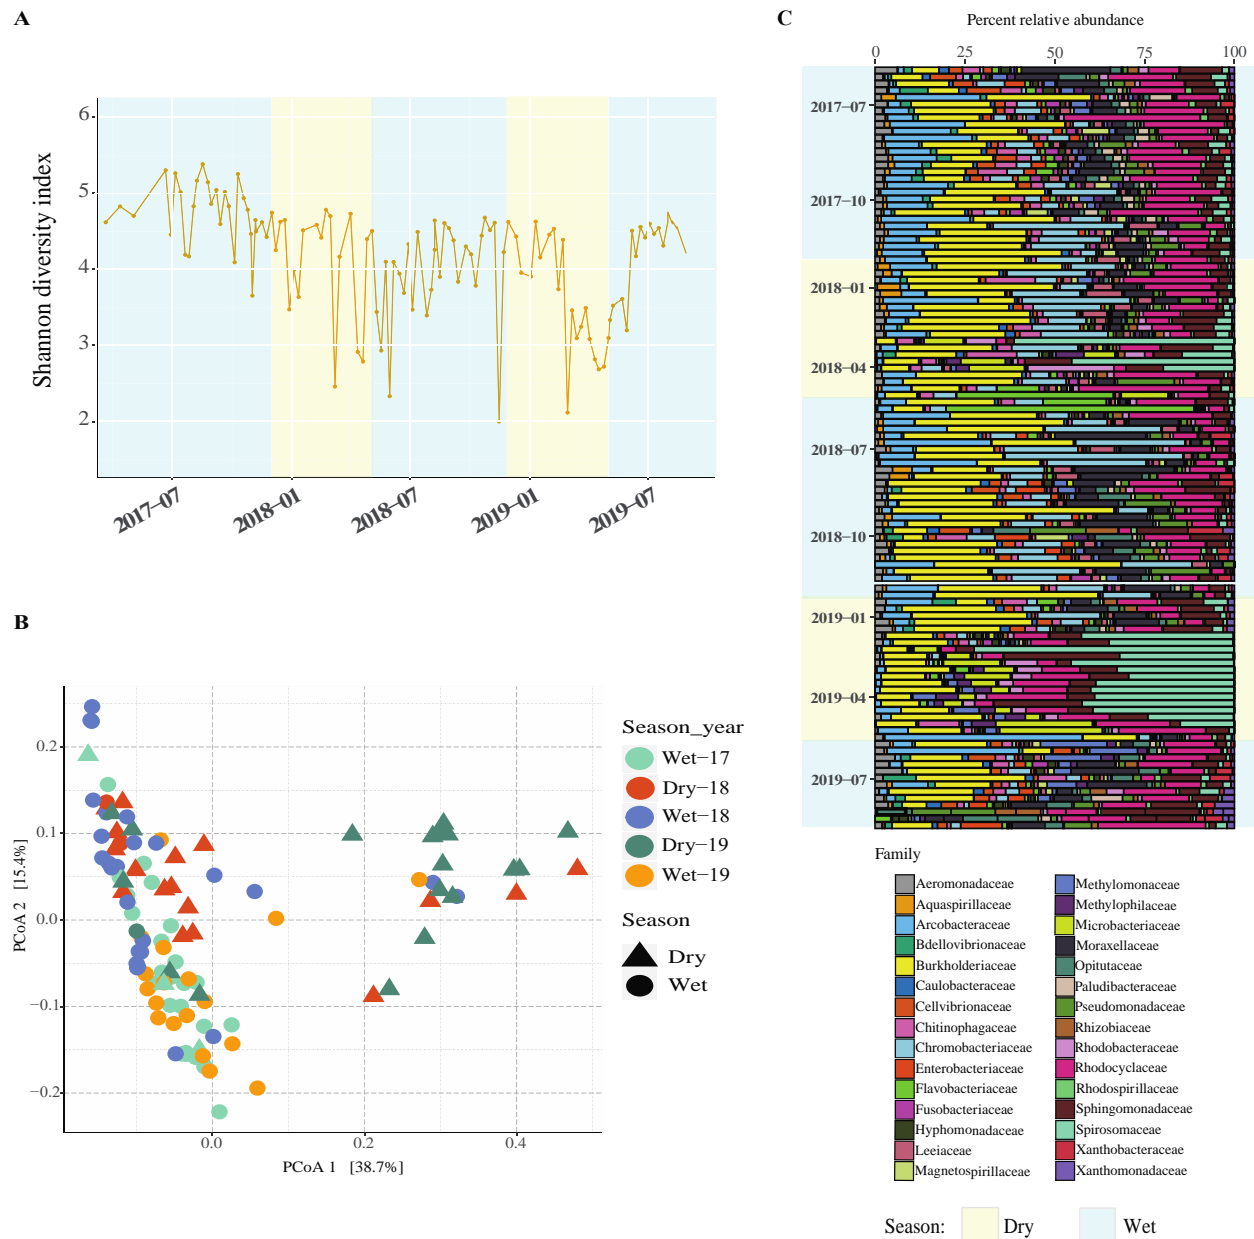 A
Shannon diversity index
6
5
4
3
2
2017−07
2018−01
2018−07
2019−01
2019−07
B
PCoA 2 [15.4%]
0.2
0.1
0.0
−0.1
−0.2
0.0
0.2
0.4
PCoA 1 [38.7%]
Season_year
Wet−17
Dry−18
Wet−18
Dry−19
Wet−19
Season
Dry
Wet
C
Percent relative abundance
0 25 50 75 100
2017−07
2017−10
2018−01
2018−04
2018−07
2018−10
2019−01
2019−04
2019−07
Family
Aeromonadaceae
Aquaspirillaceae
Arcobacteraceae
Bdellovibrionaceae
Burkholderiaceae
Caulobacteraceae
Cellvibrionaceae
Chitinophagaceae
Chromobacteriaceae
Enterobacteriaceae
Flavobacteriaceae
Fusobacteriaceae
Hyphomonadaceae
Leeiaceae
Magnetospirillaceae
Methylomonaceae
Methylophilaceae
Microbacteriaceae
Moraxellaceae
Opitutaceae
Paludibacteraceae
Pseudomonadaceae
Rhizobiaceae
Rhodobacteraceae
Rhodocyclaceae
Rhodospirillaceae
Sphingomonadaceae
Spirosomaceae
Xanthobacteraceae
Xanthomonadaceae
Season: Dry Wet